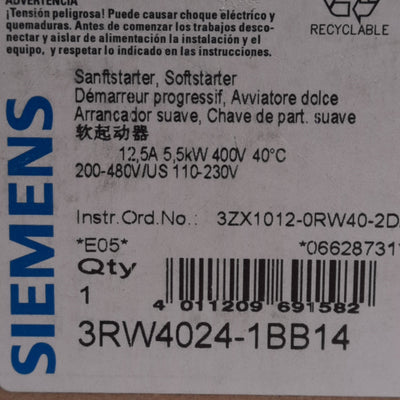 ADVERTENCIA
¡Tensión peligrosa! Puede causar choque eléctrico y
quemaduras. Antes de comenzar los trabajos desco-
nectar y aislar de alimentación la instalación y el
equipo, y respetar lo indicado en las instrucciones.
RECYCLABLE
SIEMENS
Sanftstarter, Softstarter
Démarreur progressif, Avviatore dolce
Arrancador suave, Chave de part. suave
软起动器
12,5A 5,5kW 400V 40°C
200-480V/US 110-230V
Instr.Ord.No.: 3ZX1012-0RW40-2D
*E05* *06628731
Qty
1
4 011209 691582
3RW4024-1BB14